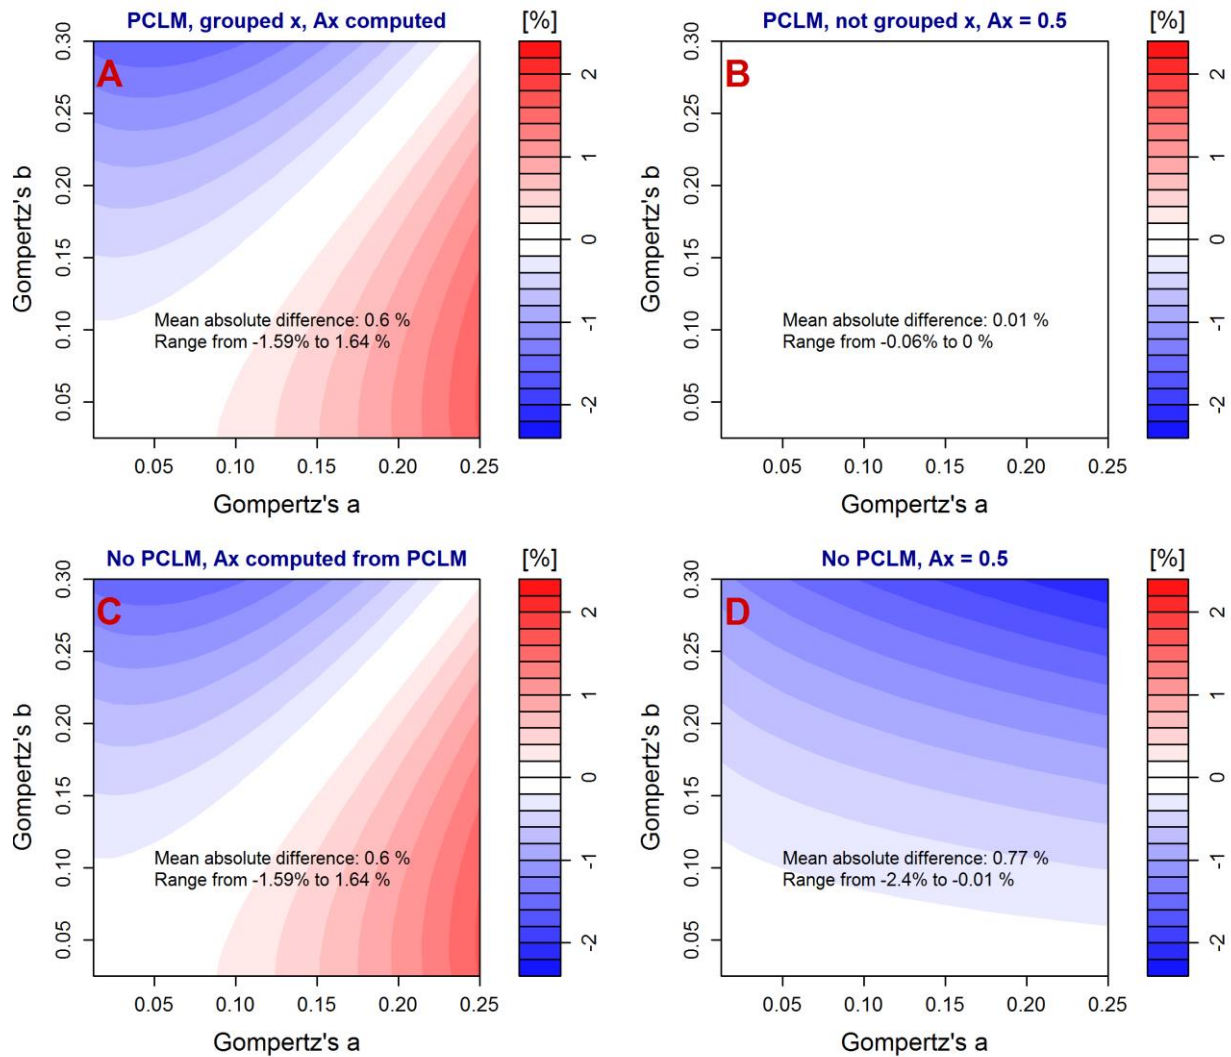 PCLM, grouped x, Ax computed
[%]
A
0.30
0.25
0.20
0.15
0.10
0.05
Gompertz's b
Mean absolute difference: 0.6 %
Range from -1.59% to 1.64 %
0.05 0.10 0.15 0.20 0.25
Gompertz's a
2
1
0
-1
-2
PCLM, not grouped x, Ax = 0.5
[%]
B
0.30
0.25
0.20
0.15
0.10
0.05
Gompertz's b
Mean absolute difference: 0.01 %
Range from -0.06% to 0 %
0.05 0.10 0.15 0.20 0.25
Gompertz's a
2
1
0
-1
-2
No PCLM, Ax computed from PCLM
[%]
C
0.30
0.25
0.20
0.15
0.10
0.05
Gompertz's b
Mean absolute difference: 0.6 %
Range from -1.59% to 1.64 %
0.05 0.10 0.15 0.20 0.25
Gompertz's a
2
1
0
-1
-2
No PCLM, Ax = 0.5
[%]
D
0.30
0.25
0.20
0.15
0.10
0.05
Gompertz's b
Mean absolute difference: 0.77 %
Range from -2.4% to -0.01 %
0.05 0.10 0.15 0.20 0.25
Gompertz's a
2
1
0
-1
-2